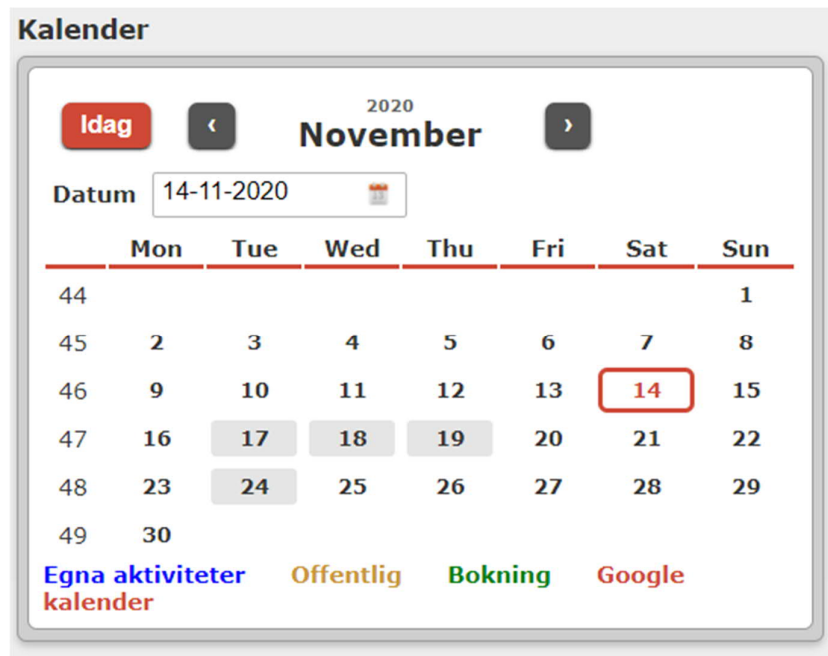 Kalender
2020
Idag ‹ November ›
Datum 14-11-2020
Mon Tue Wed Thu Fri Sat Sun
44 1
45 2 3 4 5 6 7 8
46 9 10 11 12 13 14 15
47 16 17 18 19 20 21 22
48 23 24 25 26 27 28 29
49 30
Egna aktiviteter Offentlig Bokning Google
kalender